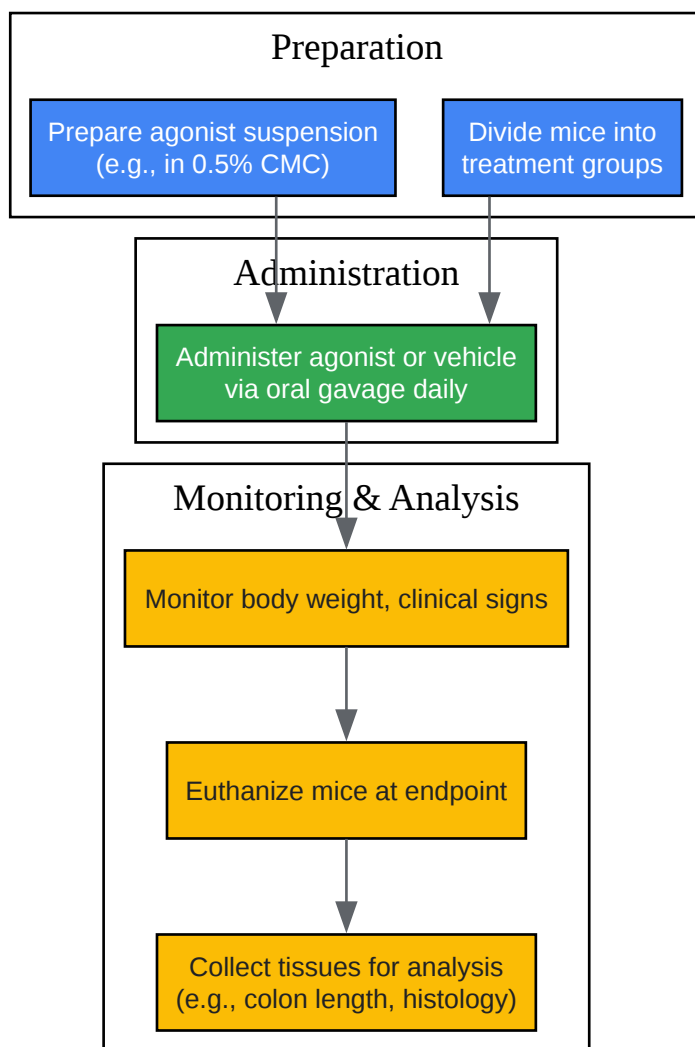 Preparation
Prepare agonist suspension
(e.g., in 0.5% CMC)
Divide mice into
treatment groups
Administration
Administer agonist or vehicle
via oral gavage daily
Monitoring & Analysis
Monitor body weight, clinical signs
Euthanize mice at endpoint
Collect tissues for analysis
(e.g., colon length, histology)